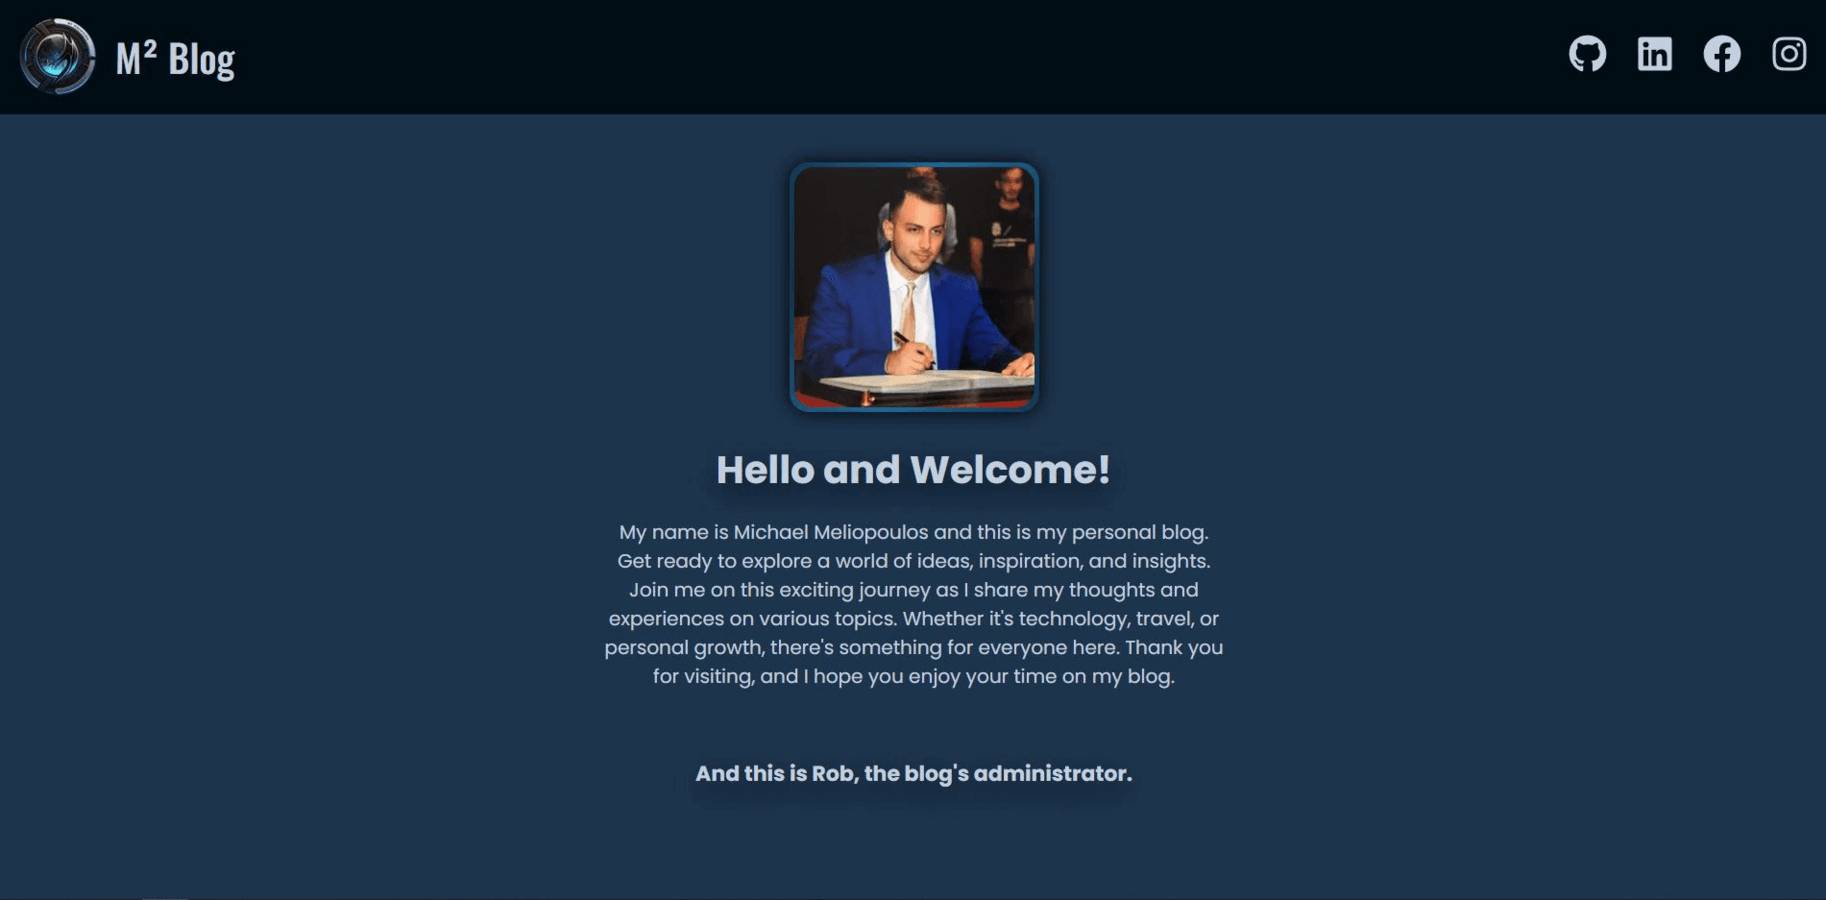 M² Blog
Hello and Welcome!
My name is Michael Meliopoulos and this is my personal blog.
Get ready to explore a world of ideas, inspiration, and insights.
Join me on this exciting journey as I share my thoughts and
experiences on various topics. Whether it's technology, travel, or
personal growth, there's something for everyone here. Thank you
for visiting, and I hope you enjoy your time on my blog.
And this is Rob, the blog's administrator.